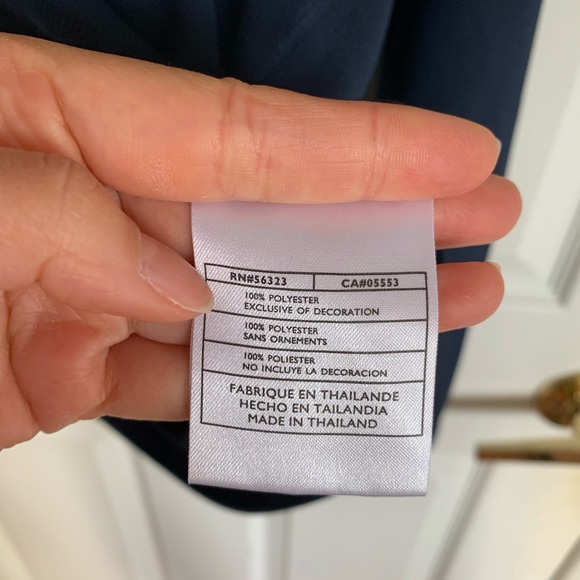 RN#56323 CA#05553
100% POLYESTER
EXCLUSIVE OF DECORATION
100% POLYESTER
SANS ORNEMENTS
100% POLIESTER
NO INCLUYE LA DECORACION
FABRIQUE EN THAILANDE
HECHO EN TAILANDIA
MADE IN THAILAND